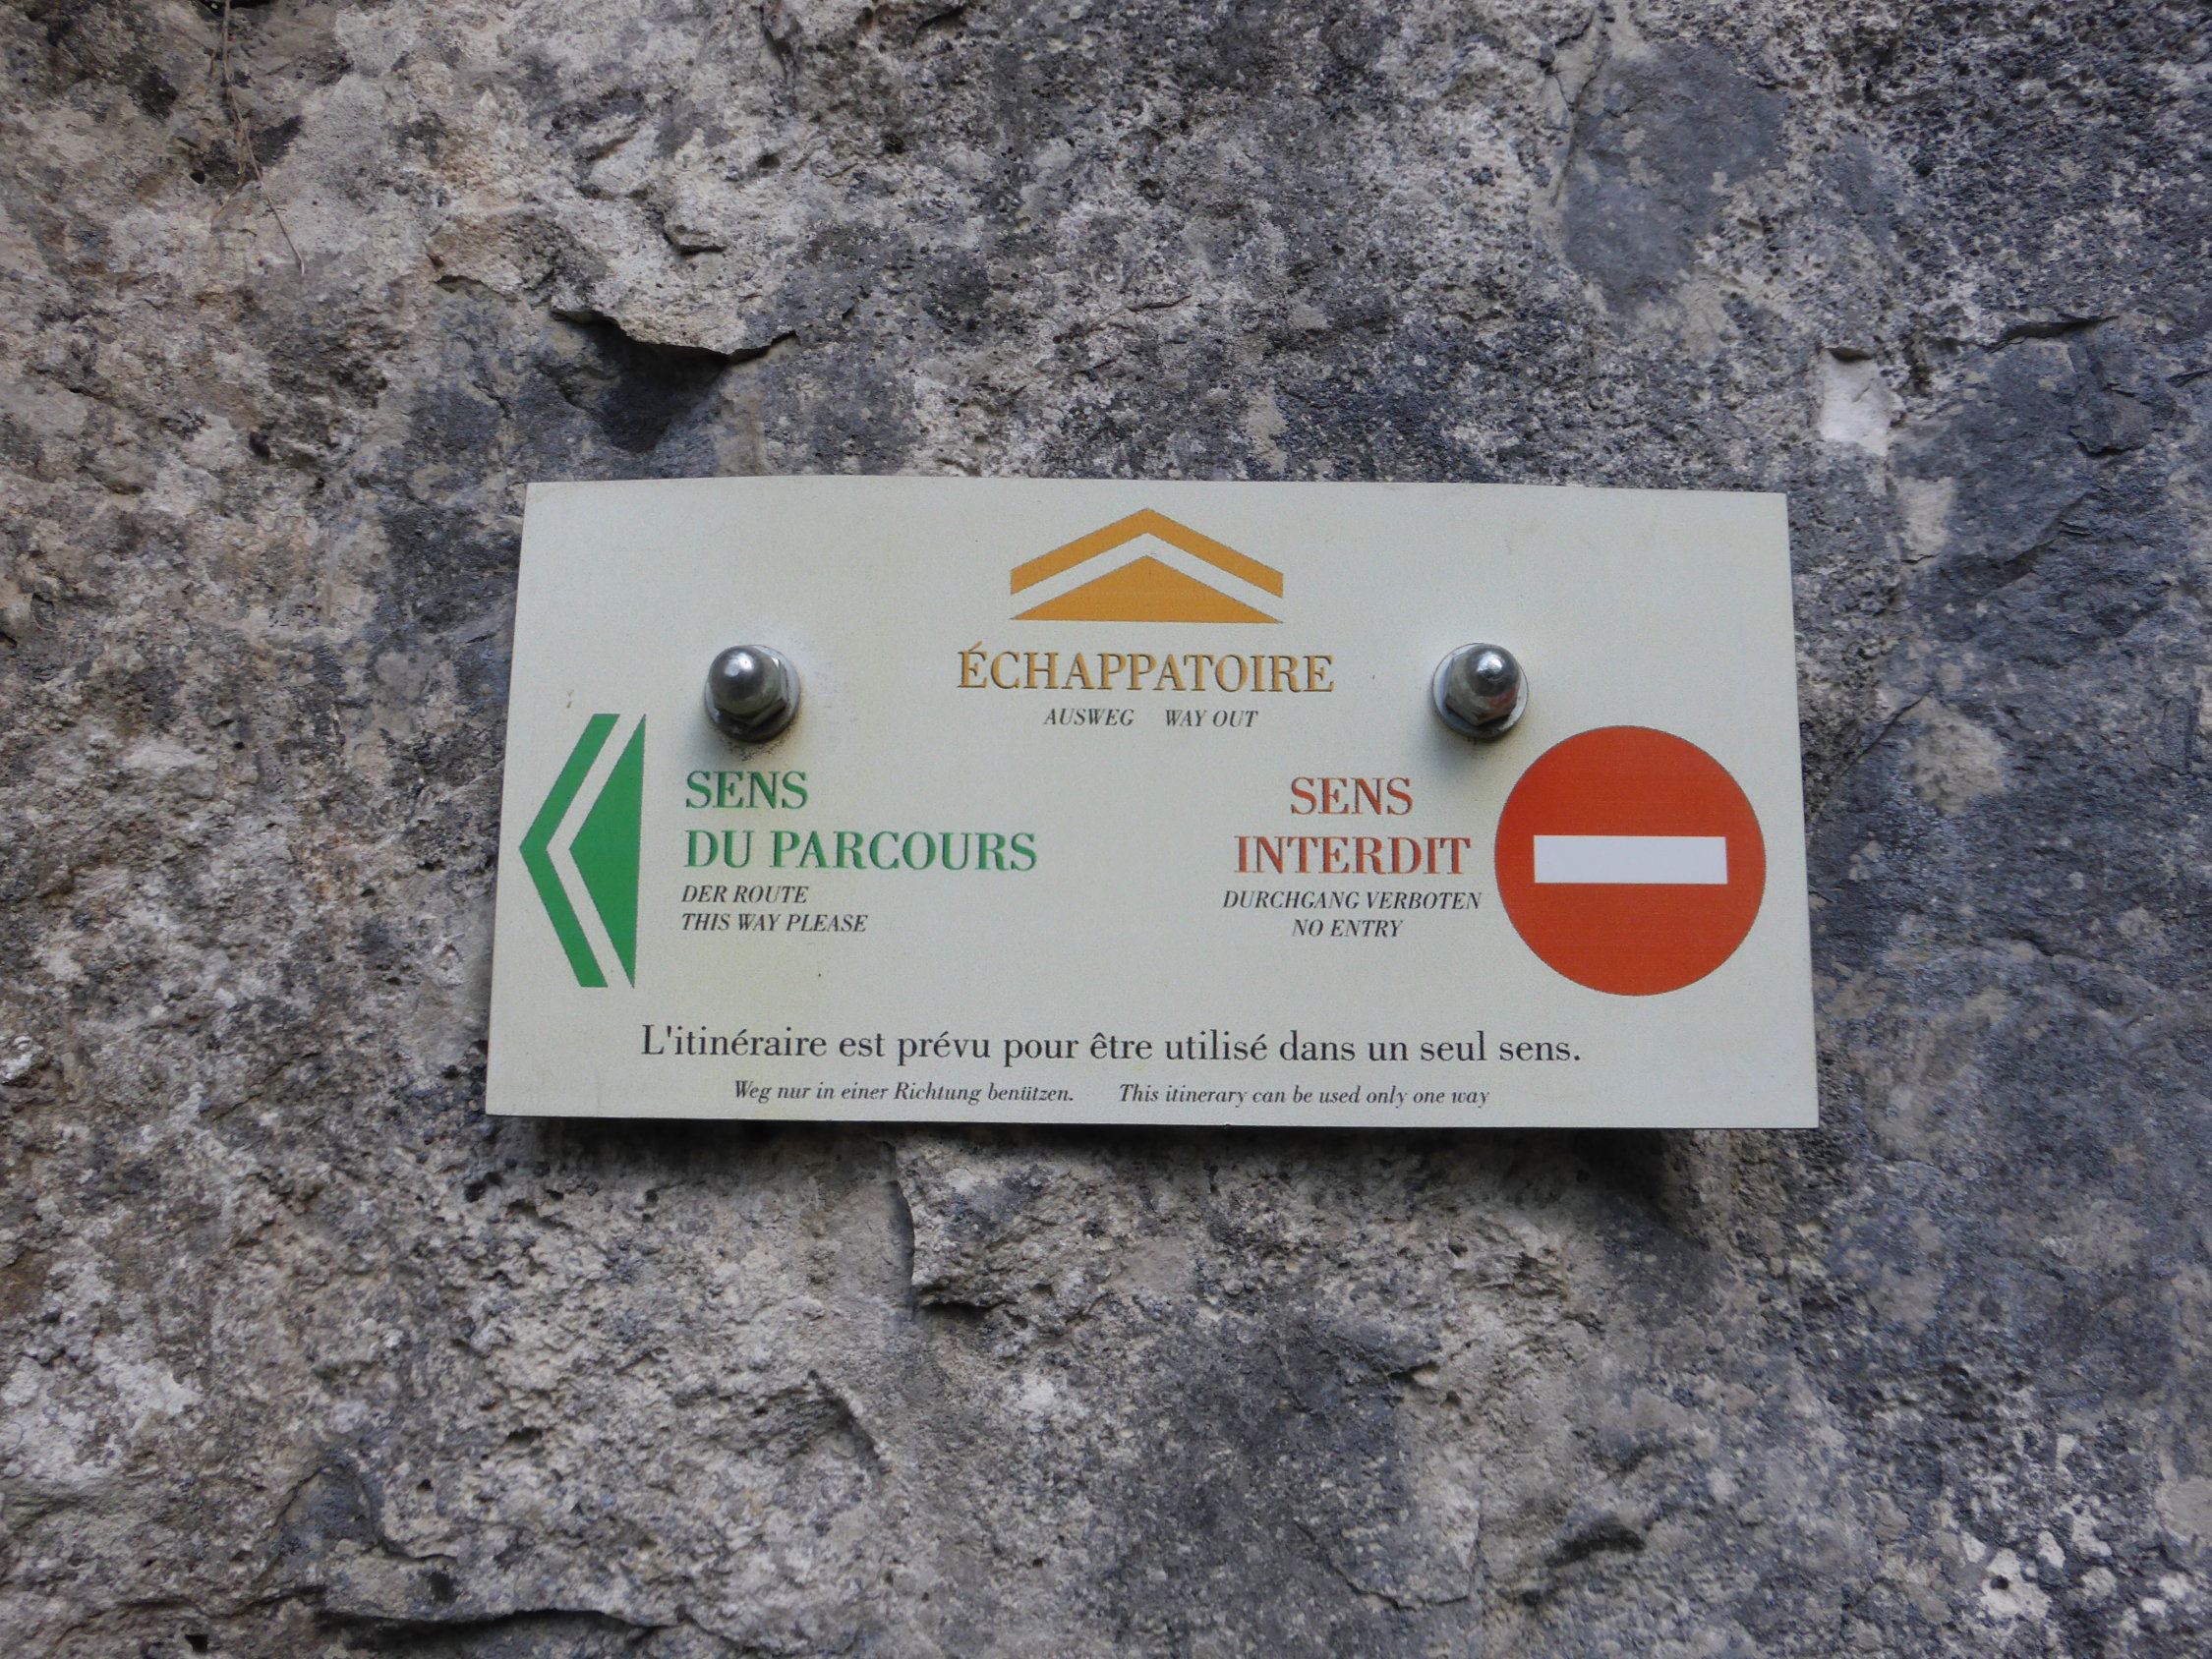 ÉCHAPPATOIRE
AUSWEG WAY OUT
SENS
DU PARCOURS
DER ROUTE
THIS WAY PLEASE
SENS
INTERDIT
DURCHGANG VERBOTEN
NO ENTRY
L'itinéraire est prévu pour être utilisé dans un seul sens.
Weg nur in einer Richtung benützen. This itinerary can be used only one way